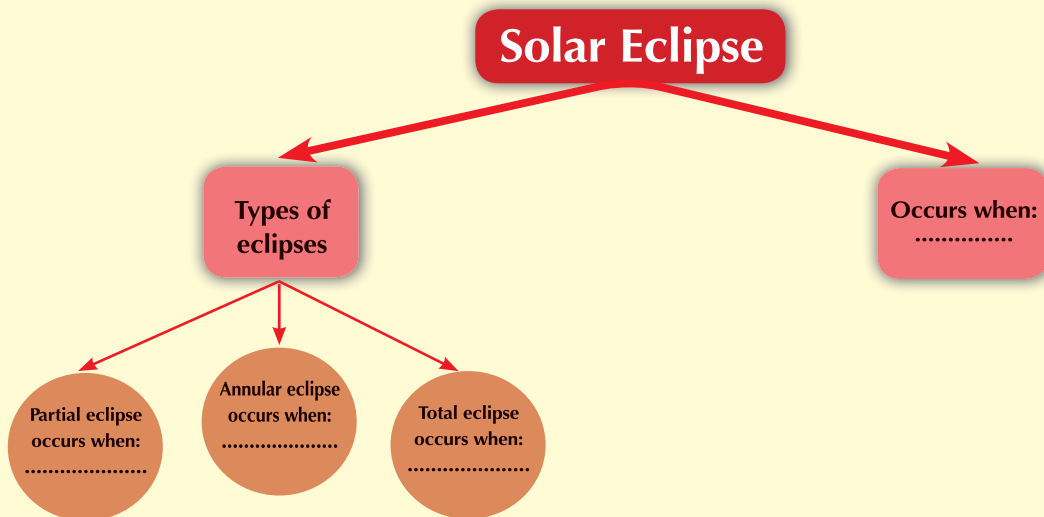 Solar Eclipse
Types of
eclipses
Occurs when:
...............
Partial eclipse
occurs when:
......................
Annular eclipse
occurs when:
.....................
Total eclipse
occurs when:
......................